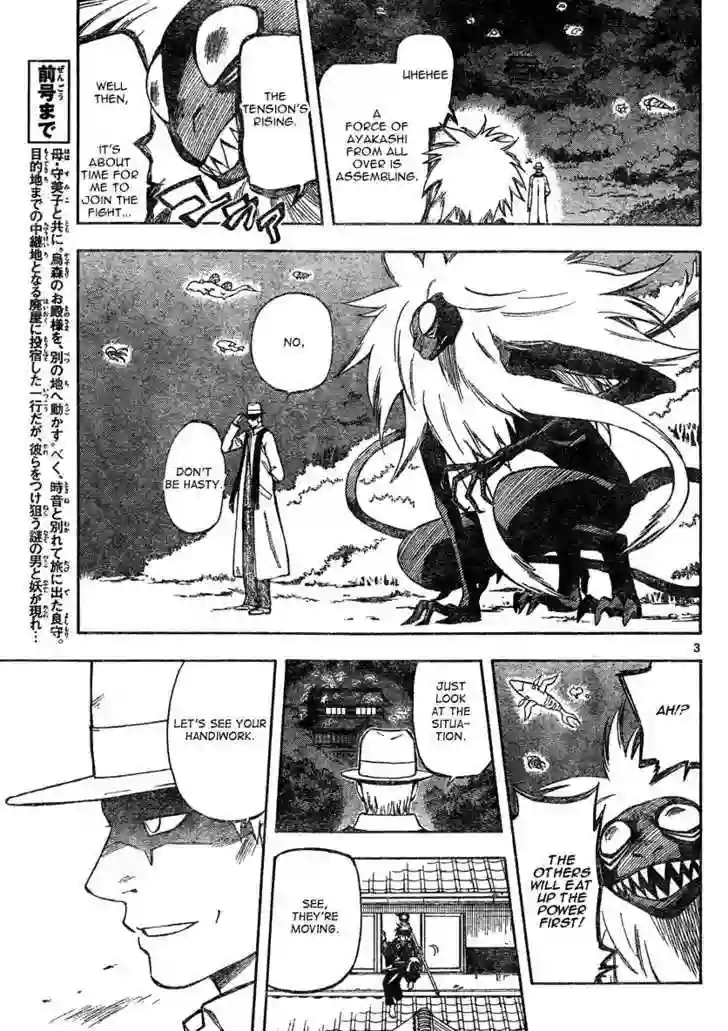 UHEHEE
A
FORCE OF
AYAKASHI
FROM ALL
OVER IS
ASSEMBLING.
THE
TENSION'S
RISING.
WELL
THEN,
IT'S
ABOUT
TIME FOR
ME TO
JOIN THE
FIGHT...
前号まで
母・守美子と共に、烏森のお殿様を、別の地へ動かすべく、時音と別れて旅に出た良守。
目的地までの中継地となる廃屋に投宿した一行だが、彼らをつけ狙う謎の男と妖が現れ…
NO,
DON'T
BE HASTY.
3
AH!?
THE
OTHERS
WILL EAT
UP THE
POWER
FIRST!
JUST
LOOK
AT THE
SITUA-
TION.
SEE,
THEY'RE
MOVING.
LET'S SEE YOUR
HANDIWORK.